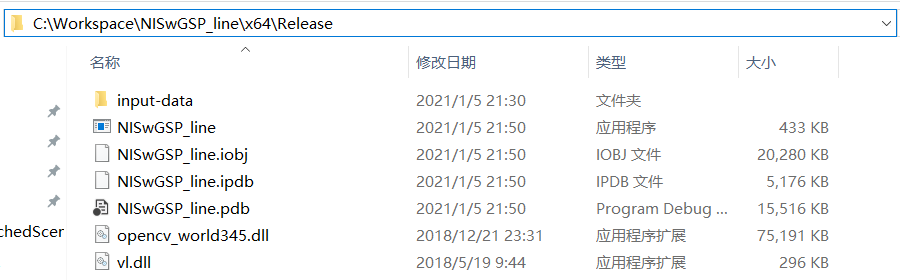 C:\Workspace\NISwGSP_line\x64\Release
名称 修改日期 类型 大小
input-data 2021/1/5 21:30 文件夹
NISwGSP_line 2021/1/5 21:50 应用程序 433 KB
NISwGSP_line.iobj 2021/1/5 21:50 IOBJ 文件 20,280 KB
NISwGSP_line.ipdb 2021/1/5 21:50 IPDB 文件 5,176 KB
NISwGSP_line.pdb 2021/1/5 21:50 Program Debug ... 15,516 KB
chedScer
opencv_world345.dll 2018/12/21 23:31 应用程序扩展 75,191 KB
vl.dll 2018/5/19 9:44 应用程序扩展 296 KB